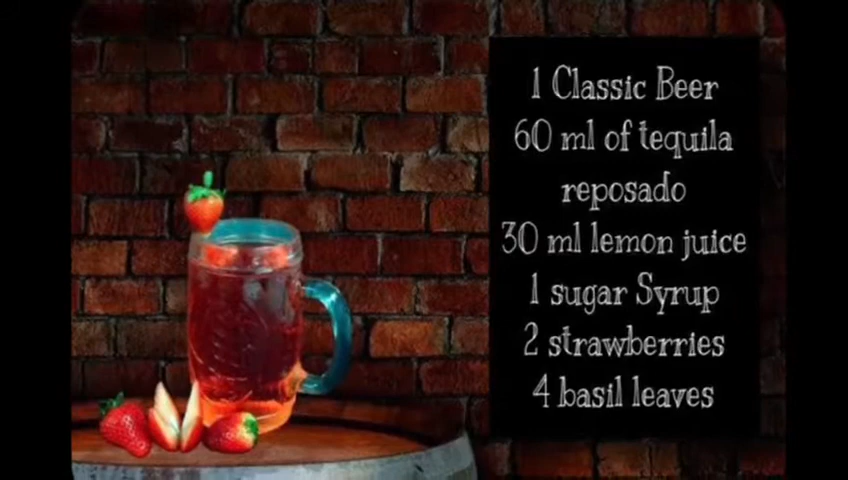 1 Classic Beer
60 ml of tequila
reposado
30 ml lemon juice
1 sugar Syrup
2 strawberries
4 basil leaves